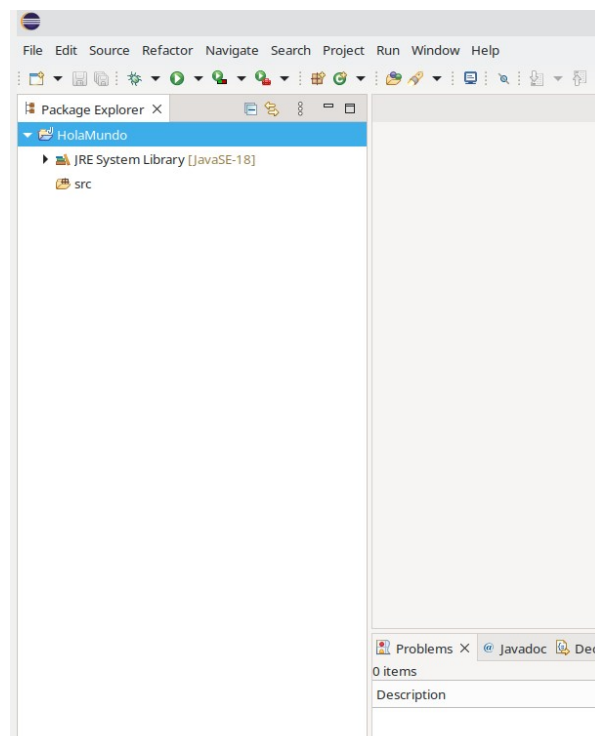 File Edit Source Refactor Navigate Search Project Run Window Help
Package Explorer
HolaMundo
JRE System Library [JavaSE-18]
src
Problems Javadoc Dec
0 items
Description